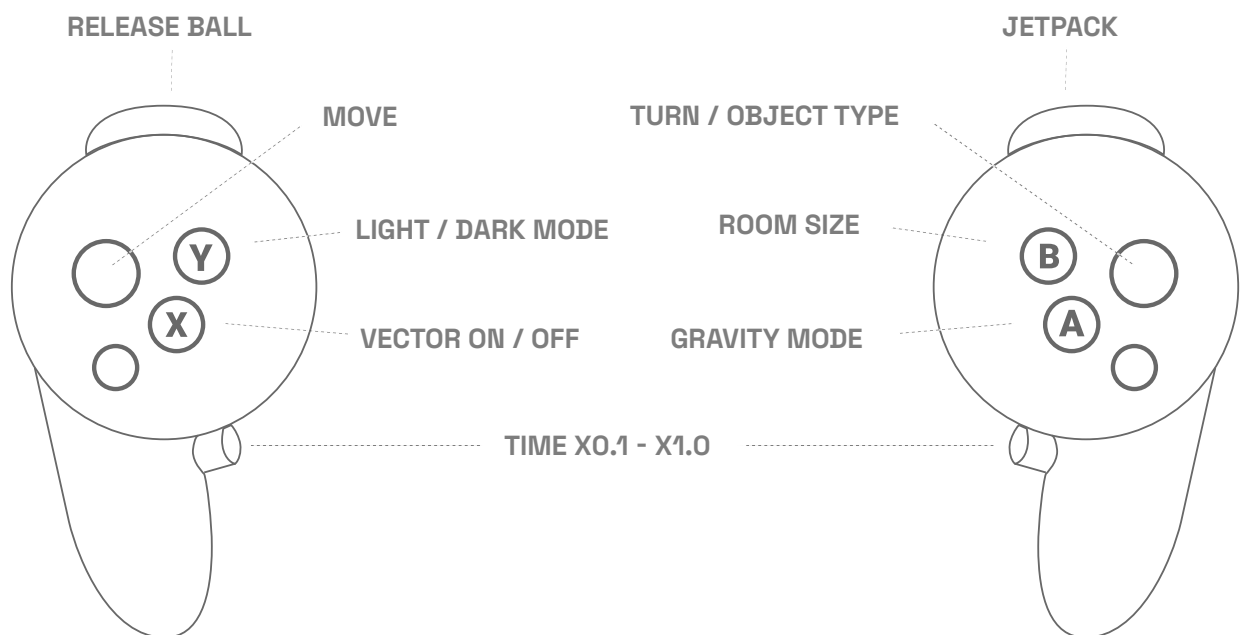 RELEASE BALL
JETPACK
MOVE
TURN / OBJECT TYPE
LIGHT / DARK MODE
ROOM SIZE
Y
B
X
A
VECTOR ON / OFF
GRAVITY MODE
TIME X0.1 - X1.0